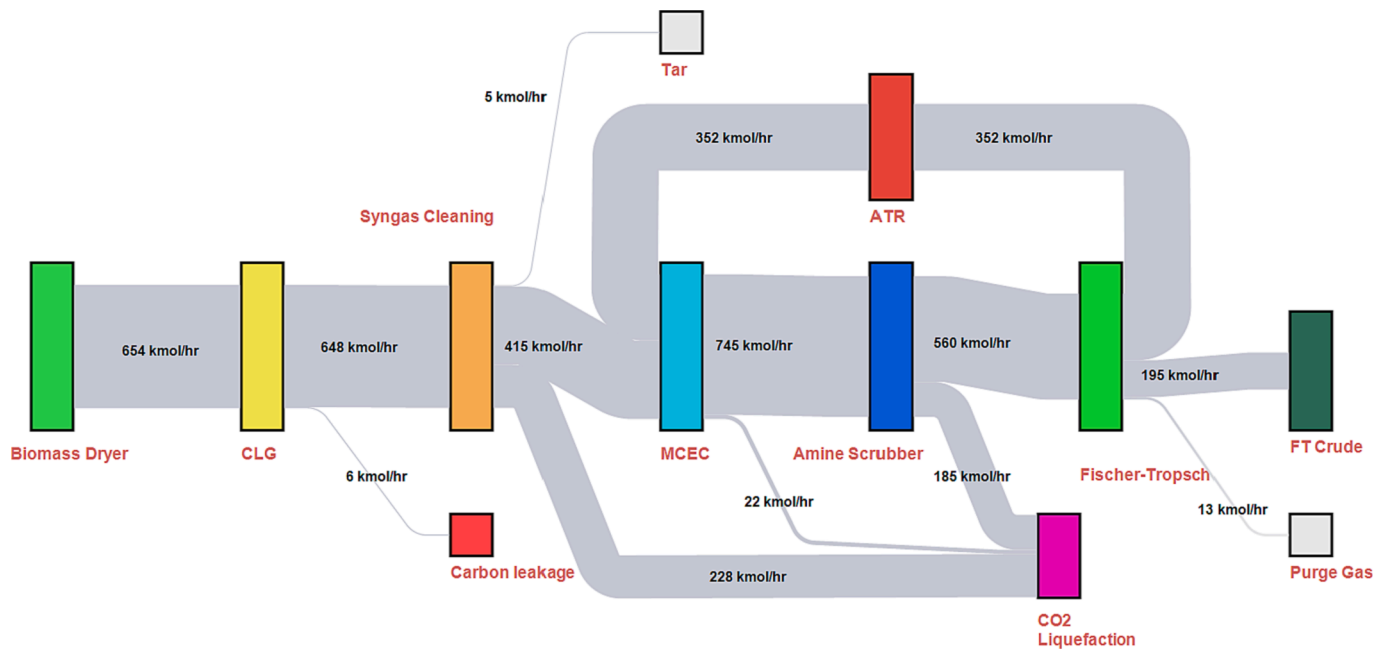 Tar
5 kmol/hr
352 kmol/hr
352 kmol/hr
Syngas Cleaning
ATR
654 kmol/hr
648 kmol/hr
415 kmol/hr
745 kmol/hr
560 kmol/hr
195 kmol/hr
Biomass Dryer
CLG
MCEC
Amine Scrubber
Fischer-Tropsch
FT Crude
6 kmol/hr
22 kmol/hr
185 kmol/hr
13 kmol/hr
Carbon leakage
228 kmol/hr
Purge Gas
CO2
Liquefaction